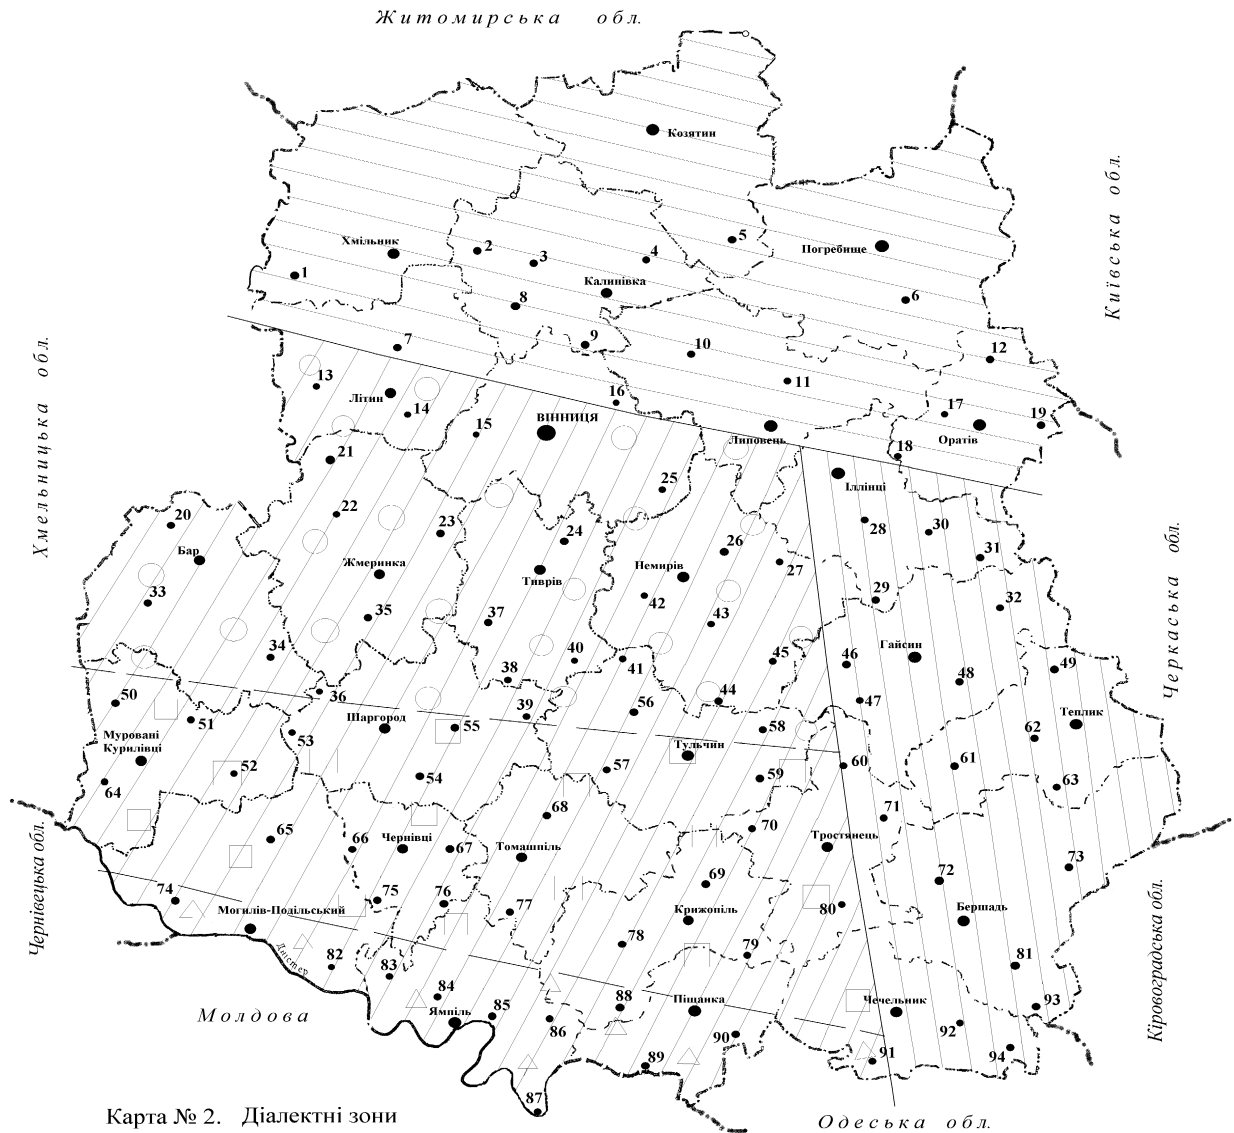 Житомирська обл.
Козятин
Київська обл.
Хмільник
2
3
4
5
Погребище
1
Калинівка
8
6
7
9
10
11
12
Хмельницька обл.
13
Літин
14
15
16
ВІННИЦЯ
Липовець
17
Оратів
19
18
21
25
Іллінці
20
22
23
24
26
28
30
Бар
Жмеринка
Тиврів
Немирів
27
31
33
35
37
42
43
29
32
Черкаська обл.
34
38
40
41
45
46
Гайсин
48
49
50
36
39
44
47
51
Шаргород
55
56
58
Теплик
Муровані
Курилівці
53
Тульчин
62
52
54
57
59
60
61
63
64
68
71
Чернівецька обл.
65
66
Чернівці
67
Томашпіль
70
Тростянець
72
73
69
74
75
76
77
Крижопіль
80
Бершадь
Могилів-Подільський
78
79
Кіровоградська обл.
Дністер
82
83
81
84
85
88
Піщанка
Чечельник
93
Молдова
Ямпіль
86
90
92
89
91
94
87
Карта № 2. Діалектні зони
Одеська обл.